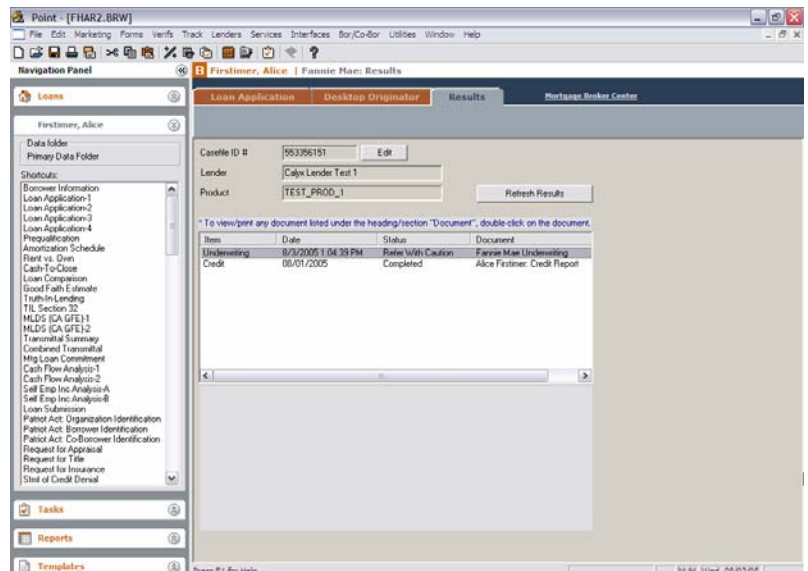 Point - [FHAR2.BRW]
File Edit Marketing Forms Verifs Track Lenders Services Interfaces Bor/Co-Bor Utilities Window Help
Navigation Panel
B Firstimer, Alice | Fannie Mae: Results
Loans
Loan Application Desktop Originator Results Mortgage Broker Center
Firstimer, Alice
Data folder
Primary Data Folder
Shortcuts:
Borrower Information
Loan Application-1
Loan Application-2
Loan Application-3
Loan Application-4
Prequalification
Amortization Schedule
Rent vs. Own
Cash-To-Close
Loan Comparison
Good Faith Estimate
Truth-In-Lending
TIL Section 32
MLDS (CA GFE)-1
MLDS (CA GFE)-2
Transmittal Summary
Combined Transmittal
Mtg Loan Commitment
Cash Flow Analysis-1
Cash Flow Analysis-2
Self Emp Inc Analysis-A
Self Emp Inc Analysis-B
Loan Submission
Patriot Act: Organization Identification
Patriot Act: Borrower Identification
Patriot Act: Co-Borrower Identification
Request for Appraisal
Request for Title
Request for Insurance
Stmt of Credit Denial
Casefile ID # 553356151 Edit
Lender Calyx Lender Test 1
Product TEST_PROD_1 Refresh Results
* To view/print any document listed under the heading/section "Document", double-click on the document.
Item Date Status Document
Underwriting 8/3/2005 1:04:39 PM Refer With Caution Fannie Mae Underwriting
Credit 08/01/2005 Completed Alice Firstimer: Credit Report
Tasks
Reports
Templates
Press F1 for Help